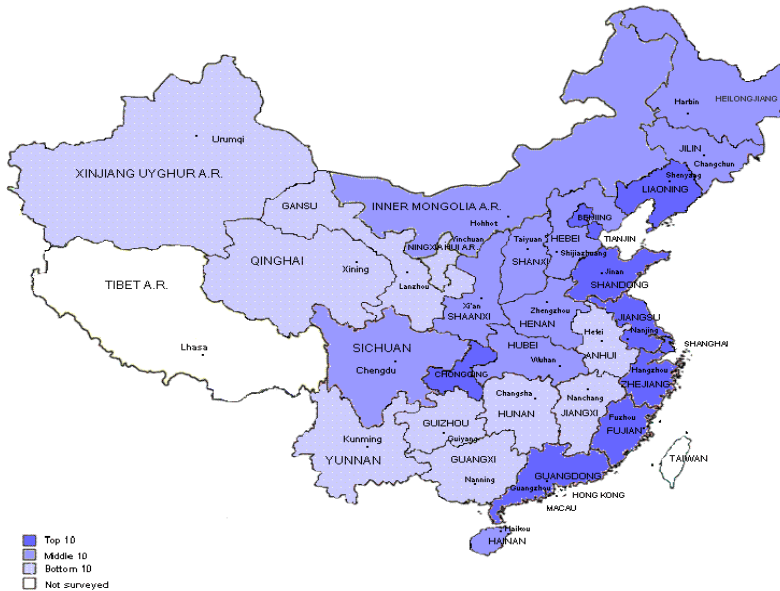 HEILONGJIANG
Harbin
Urumqi
JILIN
Changchun
Shenyang
XINJIANG UYGHUR A.R.
LIAONING
GANSU
INNER MONGOLIA A.R.
Hohhot
BEIJING
TIANJIN
Yinchuan
NINGXIA HUI A.R.
Taiyuan
HEBEI
Shijiazhuang
SHANXI
QINGHAI
Xining
Lanzhou
Jinan
SHANDONG
TIBET A.R.
Xi'an
SHAANXI
Zhengzhou
HENAN
JIANGSU
Nanjing
Hefei
ANHUI
SHANGHAI
Lhasa
SICHUAN
Chengdu
HUBEI
Wuhan
CHONGQING
Hangzhou
ZHEJIANG
Changsha
HUNAN
Nanchang
JIANGXI
Fuzhou
FUJIAN
GUIZHOU
Guiyang
Kunming
YUNNAN
GUANGXI
Nanning
TAIWAN
GUANGDONG
Guangzhou
HONG KONG
MACAU
Haikou
HAINAN
Top 10
Middle 10
Bottom 10
Not surveyed